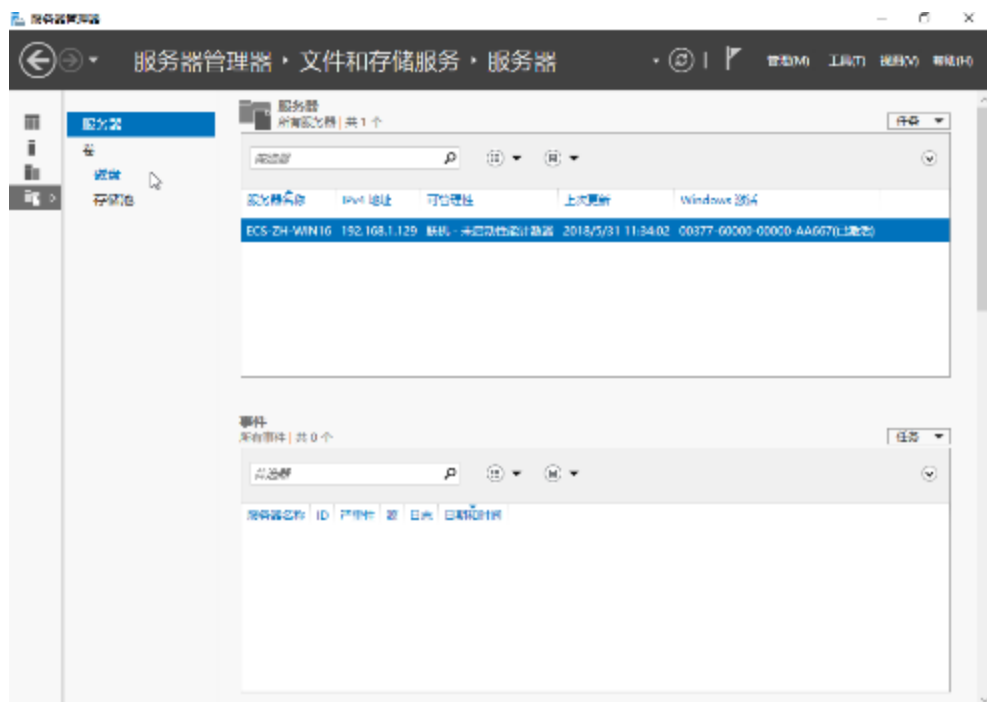 服务器管理器
服务器管理器 · 文件和存储服务 · 服务器
管理(M) 工具(T) 视图(V) 帮助(H)
服务器
卷
磁盘
存储池
服务器
所有服务器 | 共 1 个
任务
筛选器
服务器名称 IPv4 地址 可管理性 上次更新 Windows 激活
ECS-ZH-WIN16 192.168.1.129 联机 - 未启动性能计数器 2018/5/31 11:34:02 00377-60000-00000-AA667(已激活)
事件
所有事件 | 共 0 个
任务
筛选器
服务器名称 ID 严重性 源 日志 日期和时间